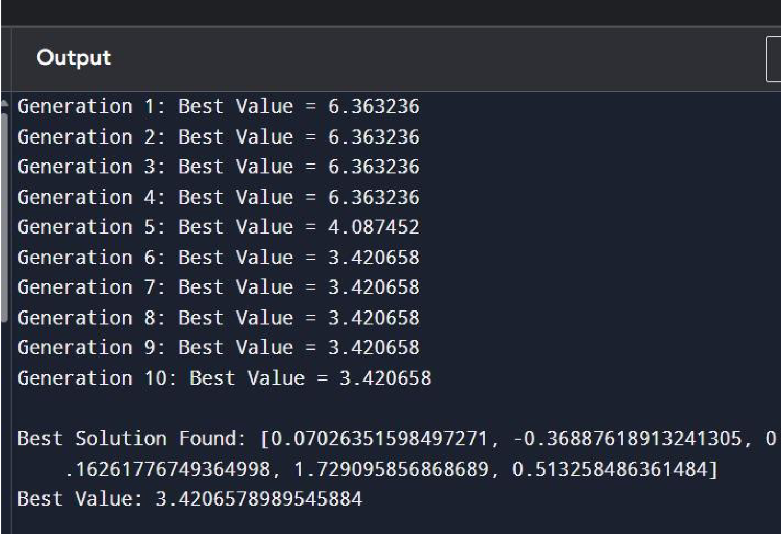 Output
Generation 1: Best Value = 6.363236
Generation 2: Best Value = 6.363236
Generation 3: Best Value = 6.363236
Generation 4: Best Value = 6.363236
Generation 5: Best Value = 4.087452
Generation 6: Best Value = 3.420658
Generation 7: Best Value = 3.420658
Generation 8: Best Value = 3.420658
Generation 9: Best Value = 3.420658
Generation 10: Best Value = 3.420658
Best Solution Found: [0.07026351598497271, -0.36887618913241305, 0
.16261776749364998, 1.729095856868689, 0.513258486361484]
Best Value: 3.4206578989545884